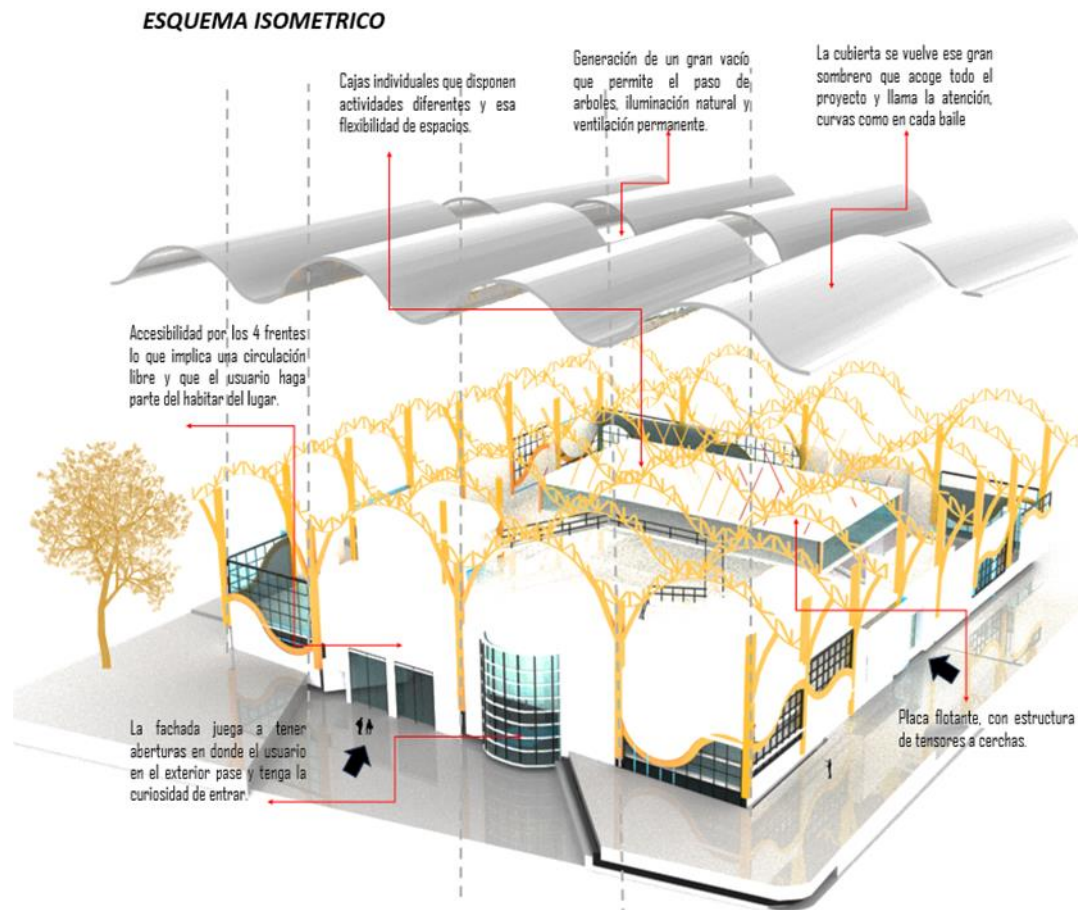 ESQUEMA ISOMETRICO
Cajas individuales que disponen
actividades diferentes y esa
flexibilidad de espacios.
Generación de un gran vacío
que permite el paso de
arboles, iluminación natural y
ventilación permanente.
La cubierta se vuelve ese gran
sombrero que acoge todo el
proyecto y llama la atención,
curvas como en cada baile
Accesibilidad por los 4 frentes
lo que implica una circulación
libre y que el usuario haga
parte del habitar del lugar.
La fachada juega a tener
aberturas en donde el usuario
en el exterior pase y tenga la
curiosidad de entrar.
Placa flotante, con estructura
de tensores a cerchas.